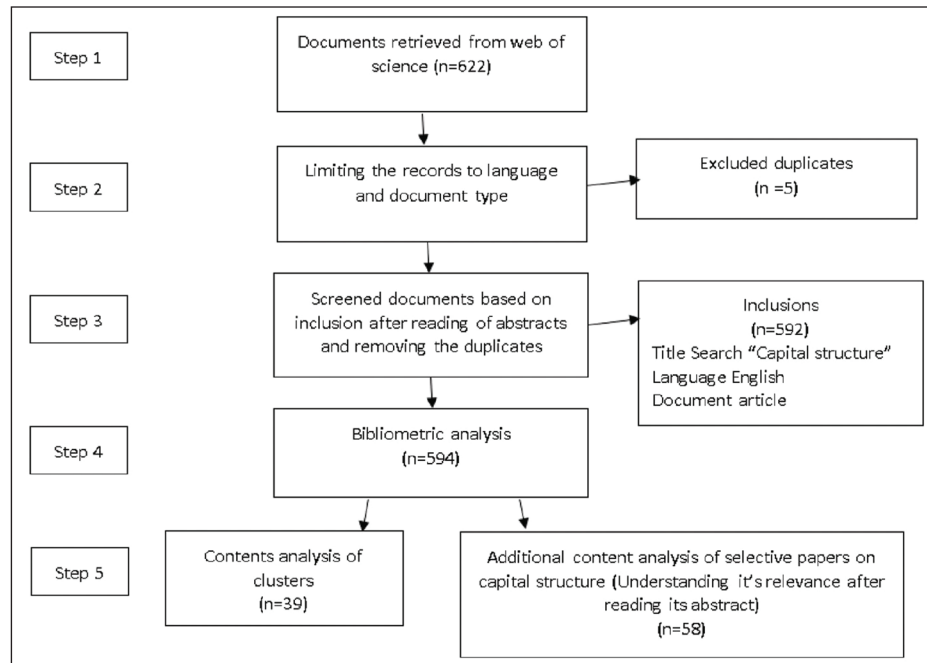 Step 1
Documents retrieved from web of
science (n=622)
Step 2
Limiting the records to language
and document type
Excluded duplicates
(n =5)
Step 3
Screened documents based on
inclusion after reading of abstracts
and removing the duplicates
Inclusions
(n=592)
Title Search “Capital structure”
Language English
Document article
Step 4
Bibliometric analysis
(n=594)
Step 5
Contents analysis of
clusters
(n=39)
Additional content analysis of selective papers on
capital structure (Understanding it’s relevance after
reading its abstract)
(n=58)